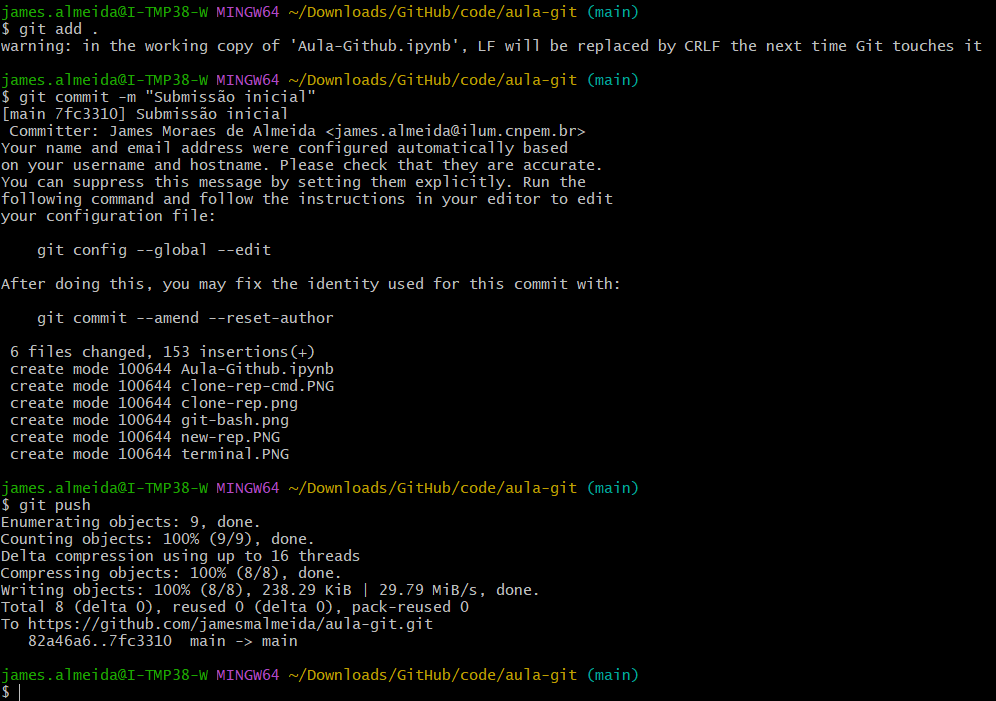 james.almeida@I-TMP38-W MINGW64 ~/Downloads/GitHub/code/aula-git (main)
$ git add .
warning: in the working copy of 'Aula-Github.ipynb', LF will be replaced by CRLF the next time Git touches it
james.almeida@I-TMP38-W MINGW64 ~/Downloads/GitHub/code/aula-git (main)
$ git commit -m "Submissão inicial"
[main 7fc3310] Submissão inicial
 Committer: James Moraes de Almeida <james.almeida@ilum.cnpem.br>
Your name and email address were configured automatically based
on your username and hostname. Please check that they are accurate.
You can suppress this message by setting them explicitly. Run the
following command and follow the instructions in your editor to edit
your configuration file:
    git config --global --edit
After doing this, you may fix the identity used for this commit with:
    git commit --amend --reset-author
 6 files changed, 153 insertions(+)
 create mode 100644 Aula-Github.ipynb
 create mode 100644 clone-rep-cmd.PNG
 create mode 100644 clone-rep.png
 create mode 100644 git-bash.png
 create mode 100644 new-rep.PNG
 create mode 100644 terminal.PNG
james.almeida@I-TMP38-W MINGW64 ~/Downloads/GitHub/code/aula-git (main)
$ git push
Enumerating objects: 9, done.
Counting objects: 100% (9/9), done.
Delta compression using up to 16 threads
Compressing objects: 100% (8/8), done.
Writing objects: 100% (8/8), 238.29 KiB | 29.79 MiB/s, done.
Total 8 (delta 0), reused 0 (delta 0), pack-reused 0
To https://github.com/jamesmalmeida/aula-git.git
   82a46a6..7fc3310  main -> main
james.almeida@I-TMP38-W MINGW64 ~/Downloads/GitHub/code/aula-git (main)
$